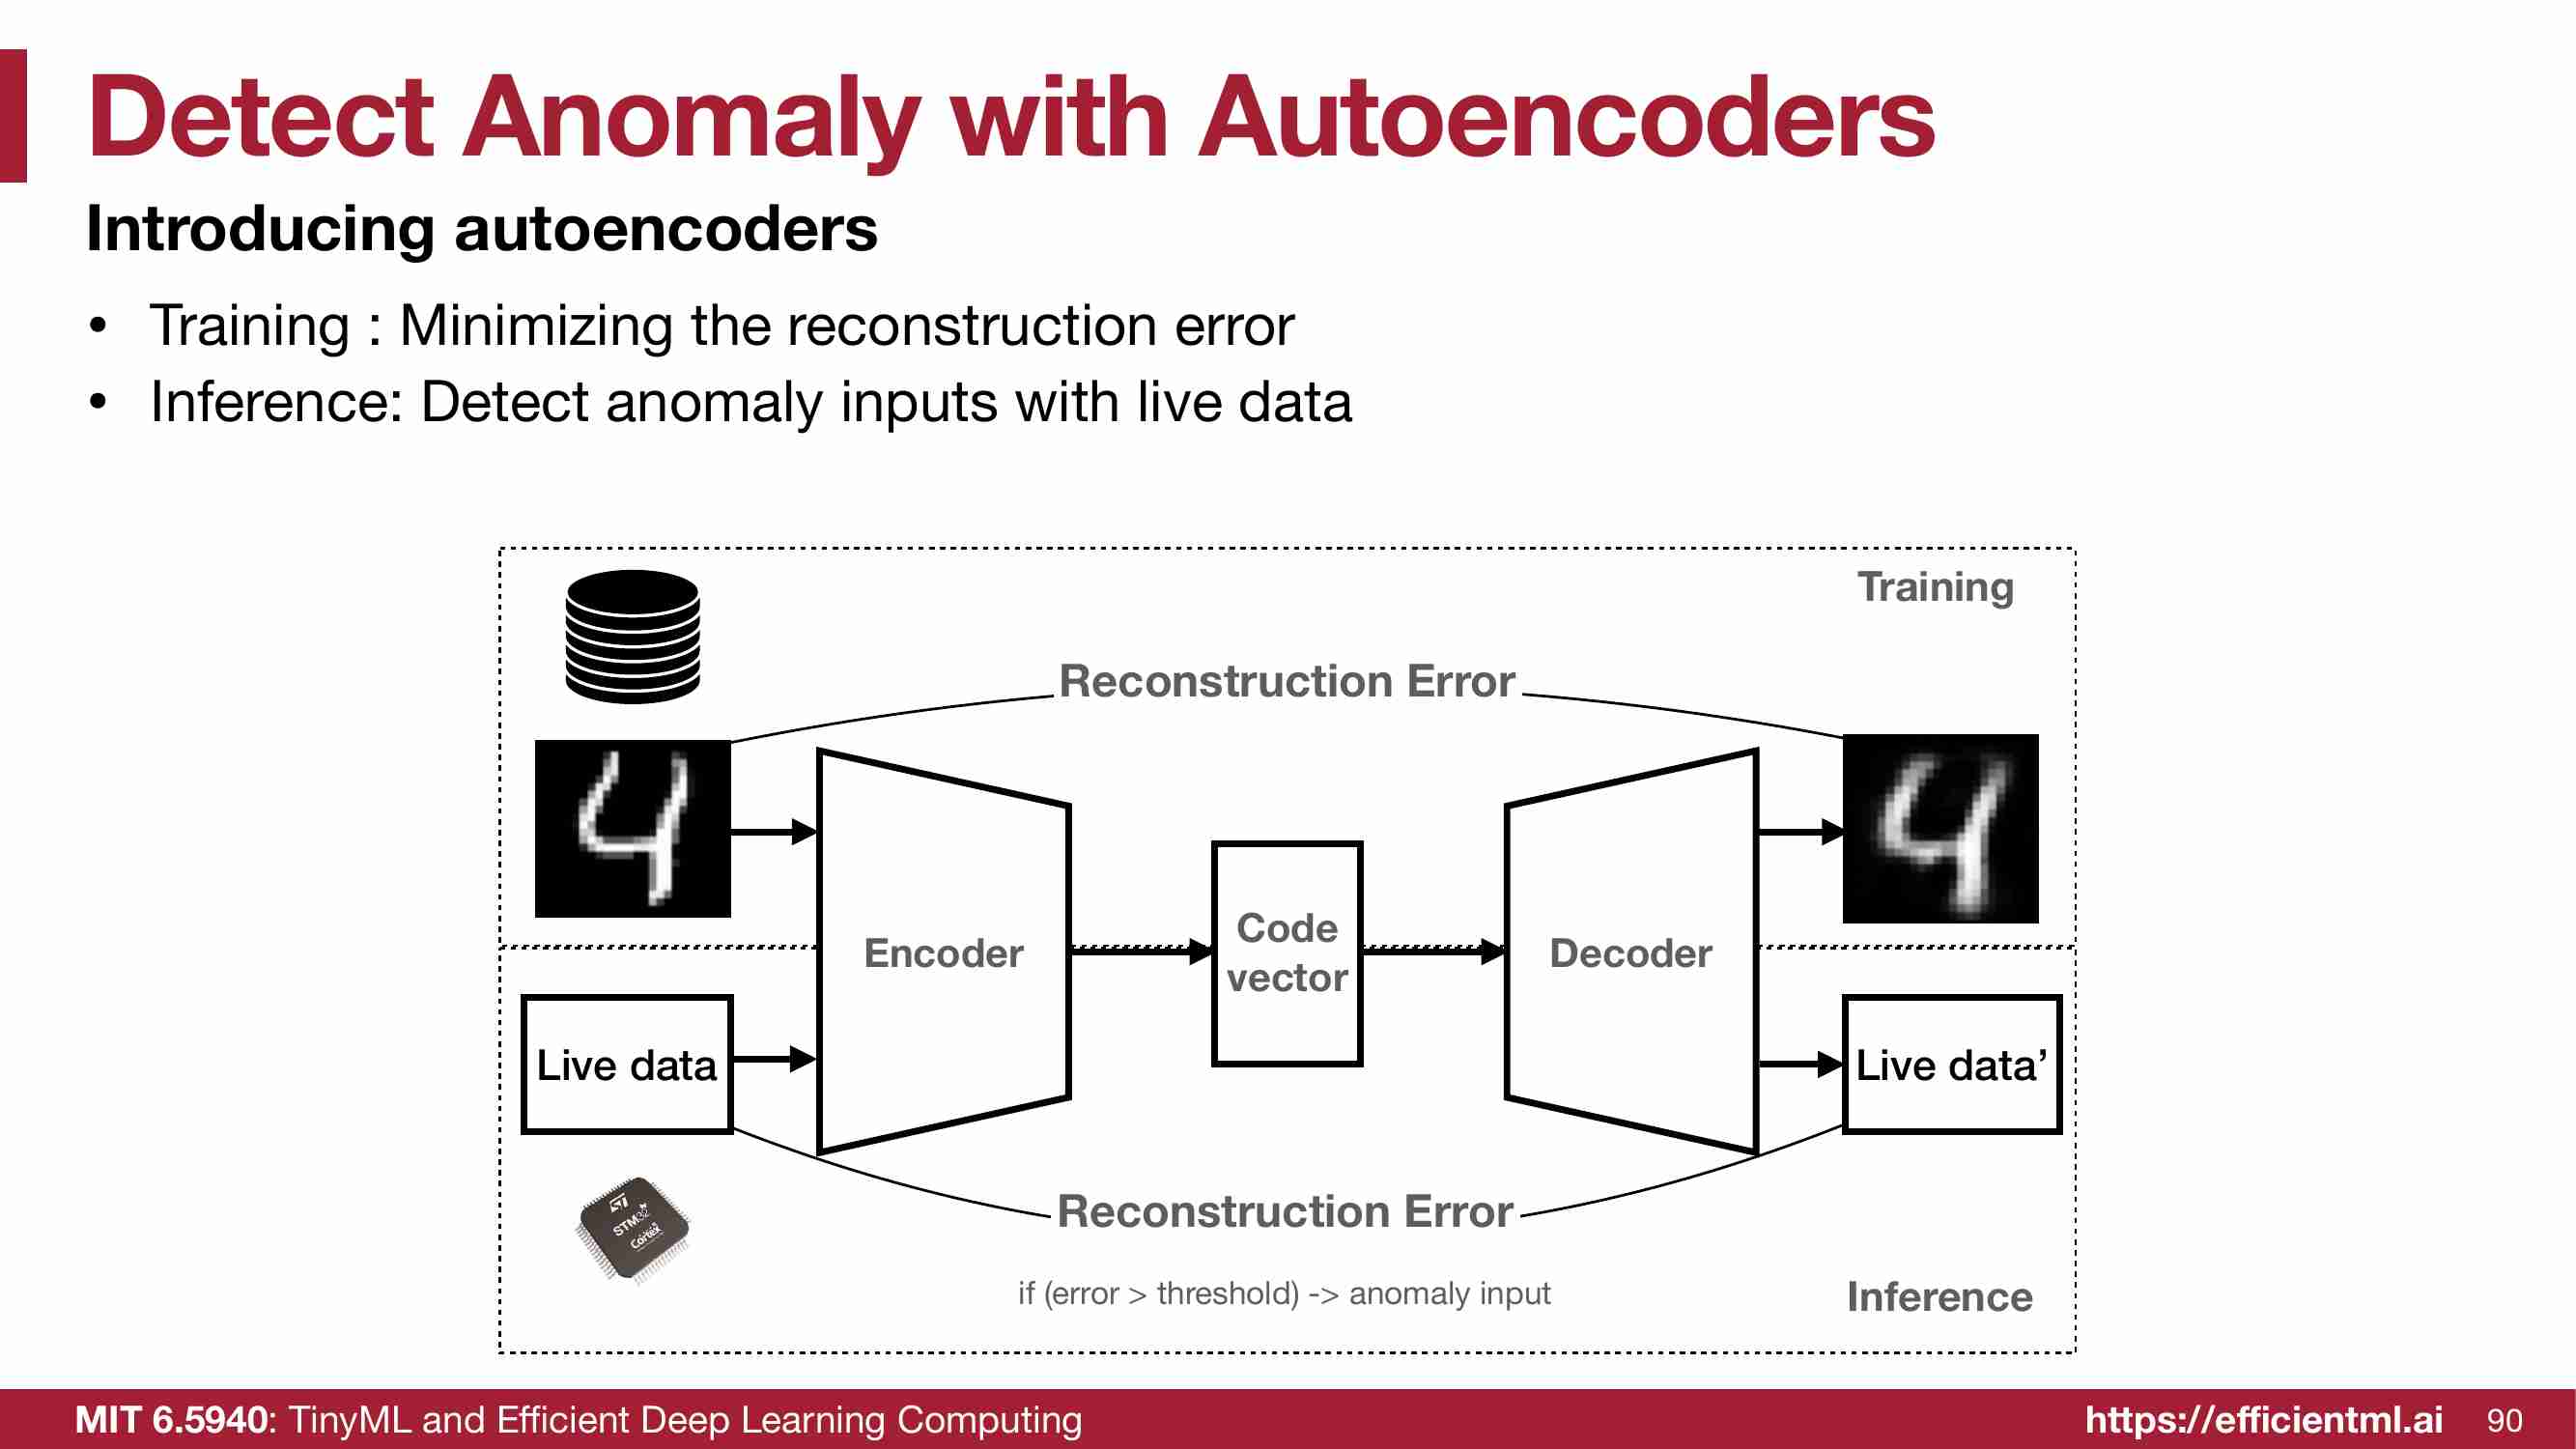 Detect Anomaly with Autoencoders
Introducing autoencoders
• Training : Minimizing the reconstruction error
• Inference: Detect anomaly inputs with live data
Training
Reconstruction Error
4
4
Encoder
Code
vector
Decoder
Live data
Live data’
STM32
Cortex
Reconstruction Error
if (error > threshold) -> anomaly input
Inference
MIT 6.5940: TinyML and Efficient Deep Learning Computing
https://efficientml.ai
90